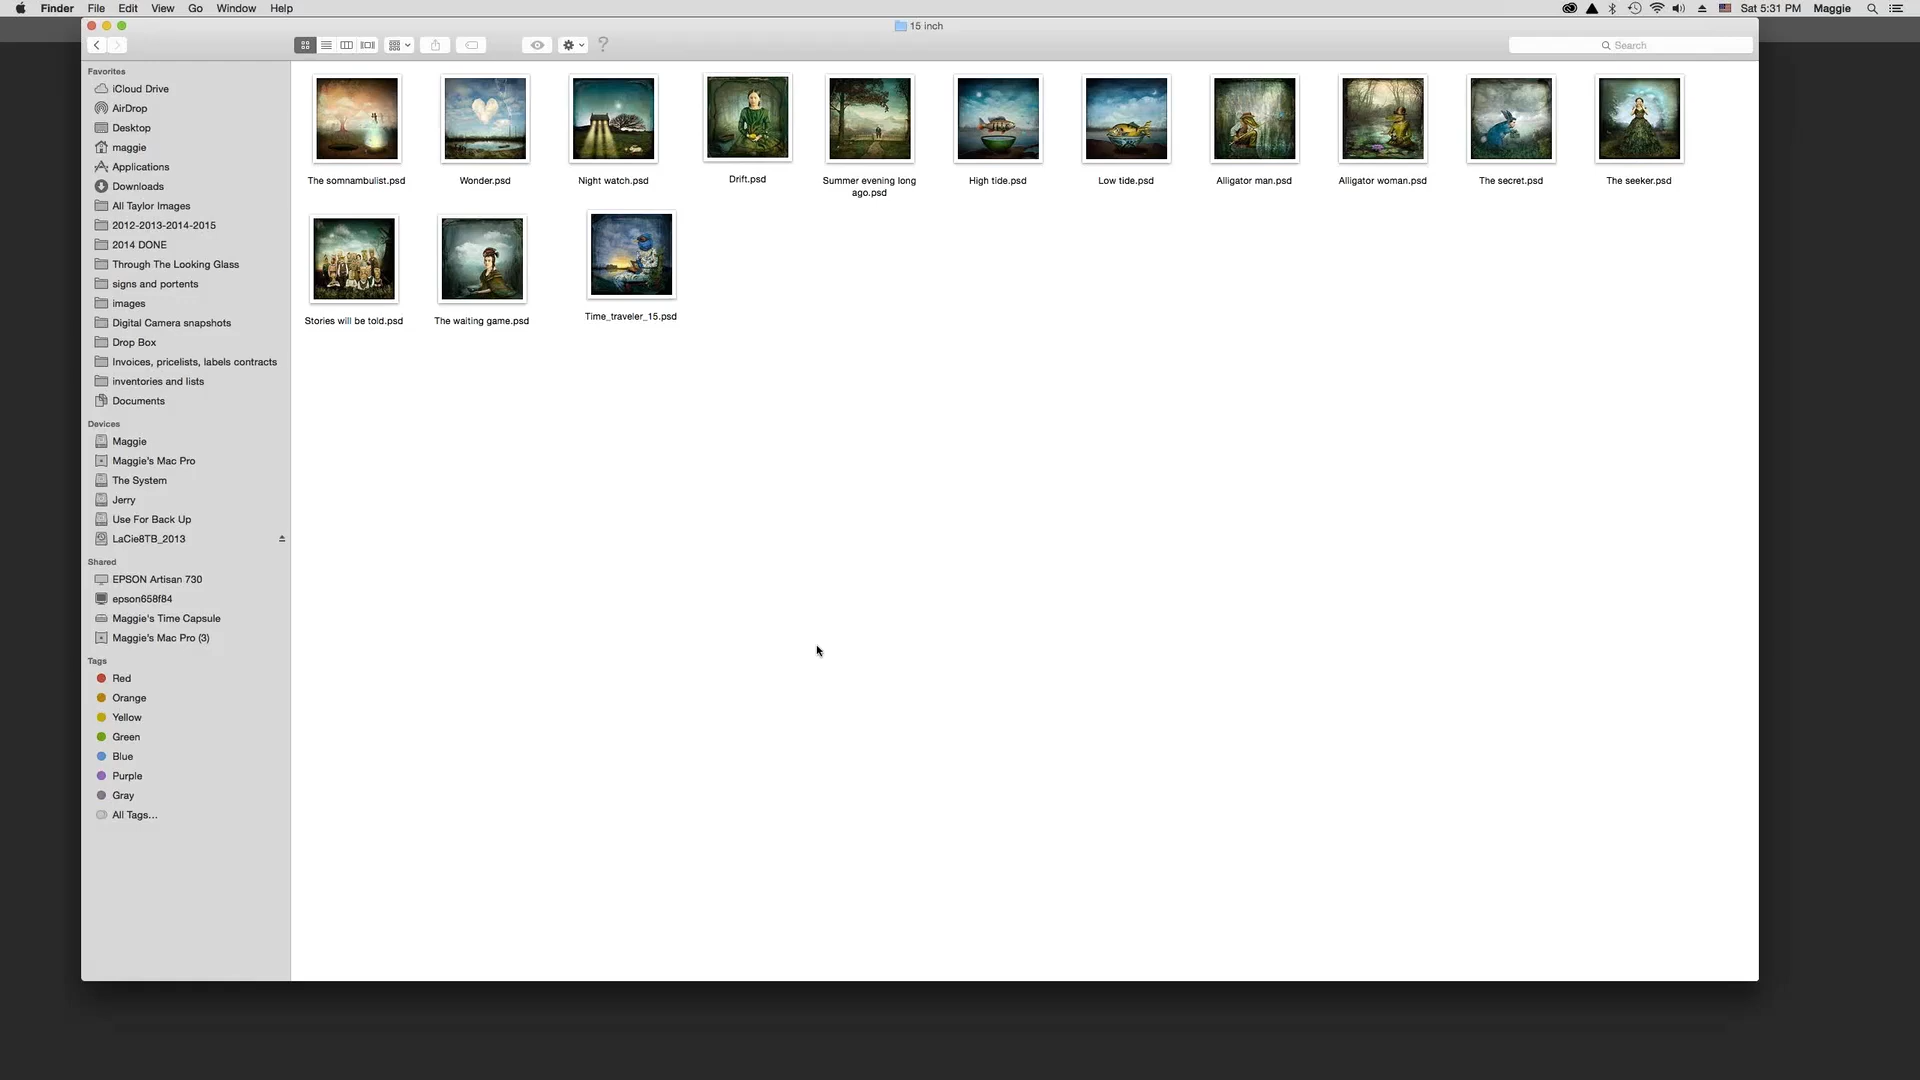 Finder File Edit View Go Window Help
Sat 5:31 PM Maggie
15 inch
Search
Favorites
iCloud Drive
AirDrop
Desktop
maggie
Applications
Downloads
All Taylor Images
2012-2013-2014-2015
2014 DONE
Through The Looking Glass
signs and portents
images
Digital Camera snapshots
Drop Box
Invoices, pricelists, labels contracts
inventories and lists
Documents
Devices
Maggie
Maggie's Mac Pro
The System
Jerry
Use For Back Up
LaCie8TB_2013
Shared
EPSON Artisan 730
epson658f84
Maggie's Time Capsule
Maggie's Mac Pro (3)
Tags
Red
Orange
Yellow
Green
Blue
Purple
Gray
All Tags...
The somnambulist.psd
Wonder.psd
Night watch.psd
Drift.psd
Summer evening long
ago.psd
High tide.psd
Low tide.psd
Alligator man.psd
Alligator woman.psd
The secret.psd
The seeker.psd
Stories will be told.psd
The waiting game.psd
Time_traveler_15.psd